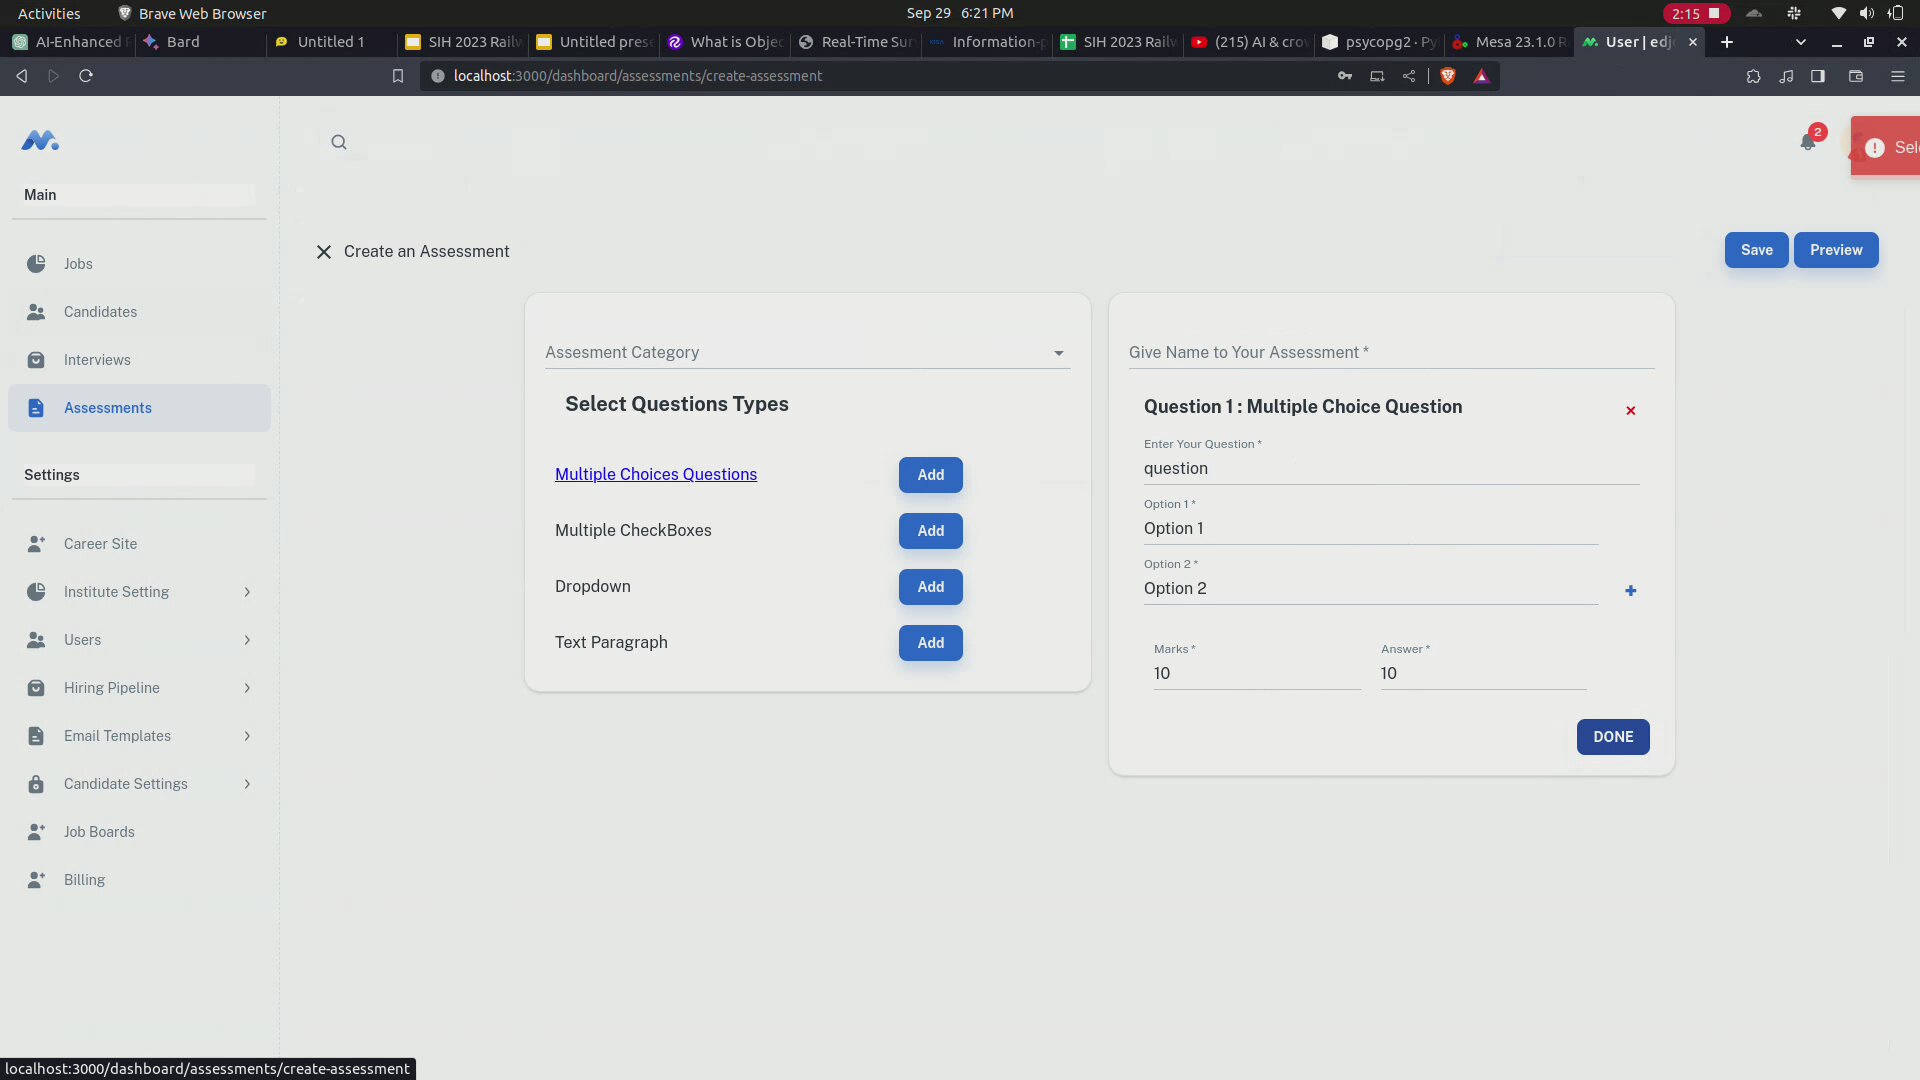 Activities
Brave Web Browser
Sep 29 6:21 PM
2:15
AI-Enhanced
Bard
Untitled 1
SIH 2023 Railw
Untitled prese
What is Objec
Real-Time Sur
Information-p
SIH 2023 Railw
(215) AI & crow
psycopg2 · Py
Mesa 23.1.0 R
User | edj
localhost:3000/dashboard/assessments/create-assessment
2
Sele
Main
Jobs
Candidates
Interviews
Assessments
Settings
Career Site
Institute Setting
Users
Hiring Pipeline
Email Templates
Candidate Settings
Job Boards
Billing
Create an Assessment
Save
Preview
Assesment Category
Select Questions Types
Multiple Choices Questions
Add
Multiple CheckBoxes
Add
Dropdown
Add
Text Paragraph
Add
Give Name to Your Assessment *
Question 1 : Multiple Choice Question
Enter Your Question *
question
Option 1 *
Option 1
Option 2 *
Option 2
Marks *
10
Answer *
10
DONE
localhost:3000/dashboard/assessments/create-assessment